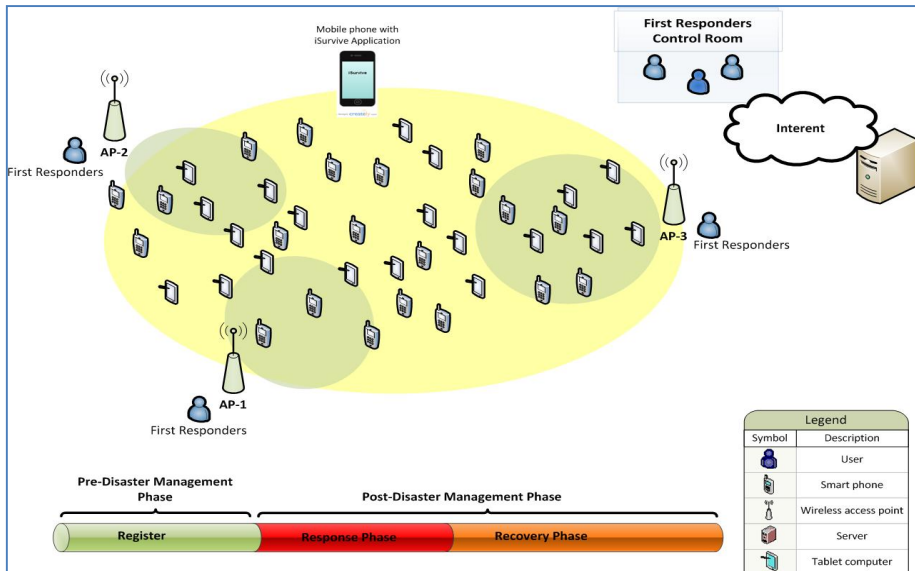 Mobile phone with
iSurvive Application
iSurvive
First Responders
Control Room
Interent
AP-2
First Responders
AP-3
First Responders
AP-1
First Responders
Pre-Disaster Management
Phase
Post-Disaster Management Phase
Register
Response Phase
Recovery Phase
Legend
Symbol
Description
User
Smart phone
Wireless access point
Server
Tablet computer